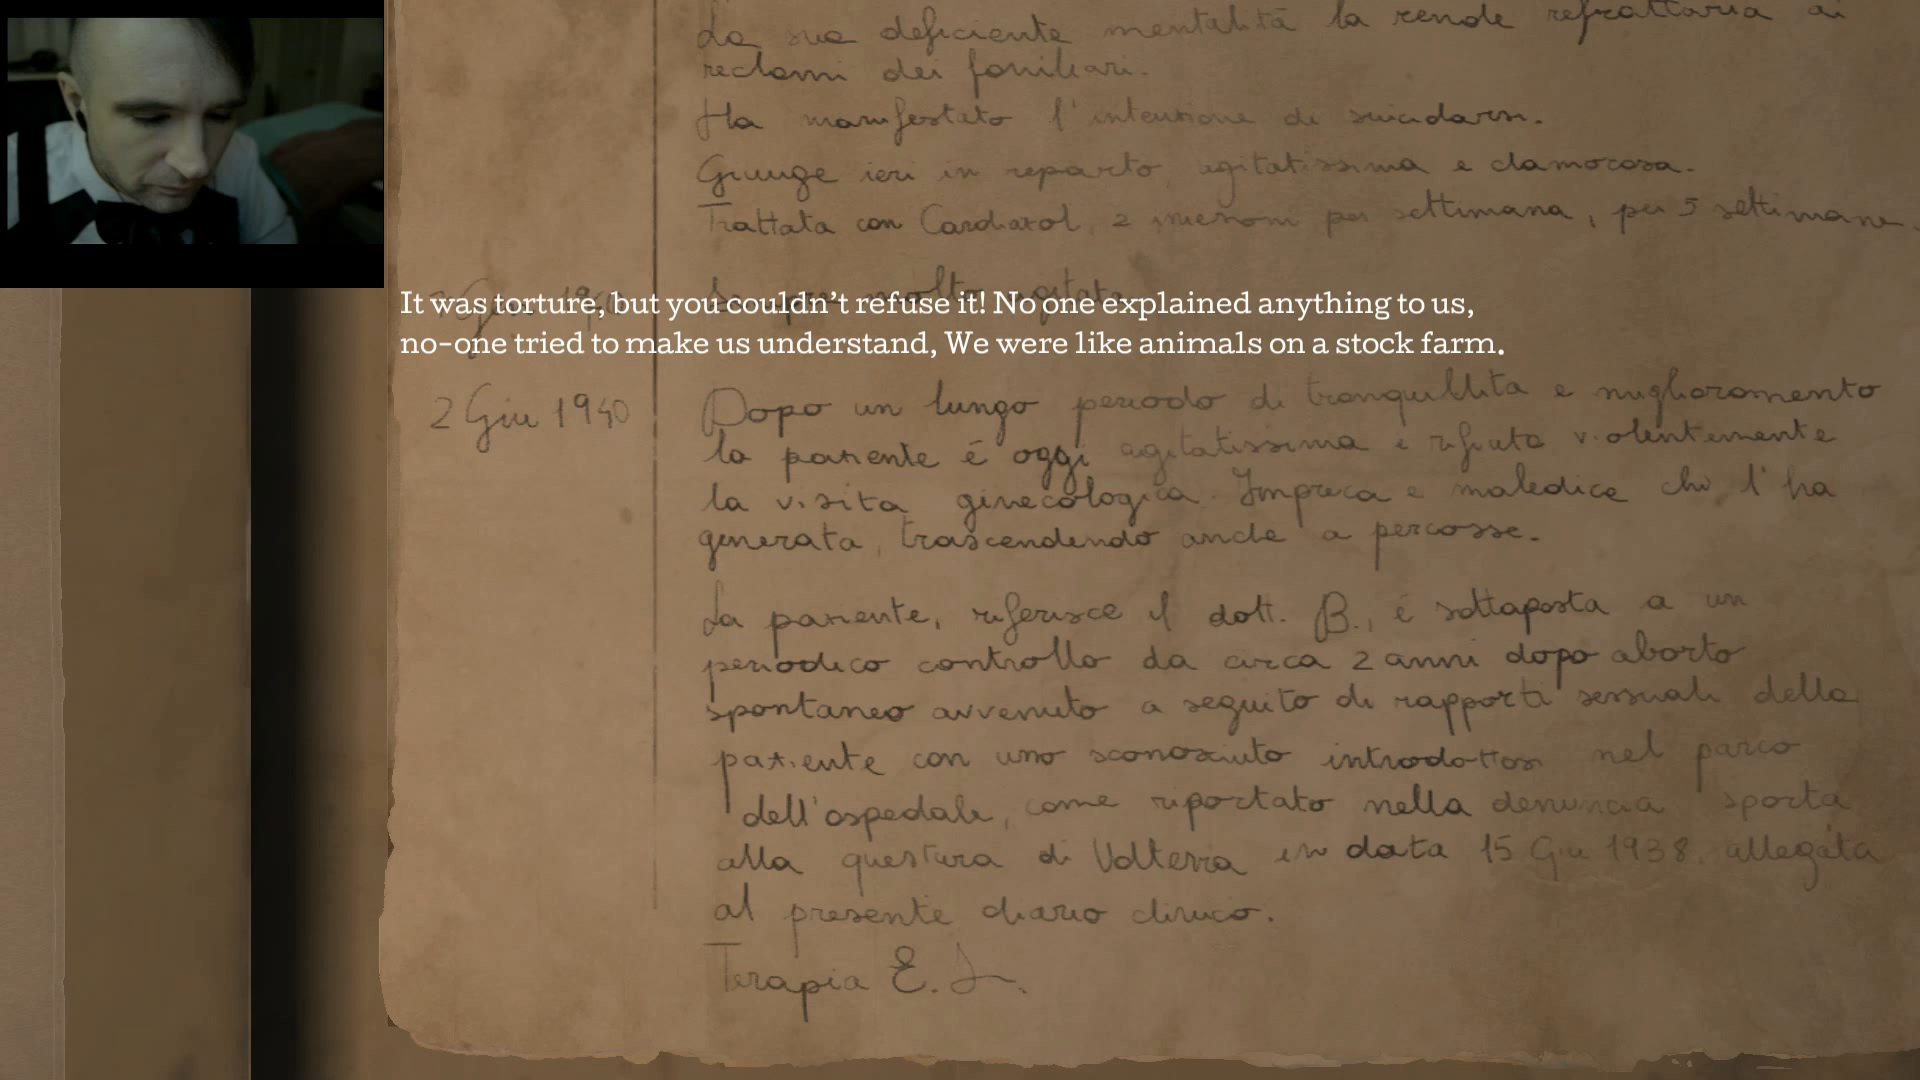 La sua deficiente mentalità la rende refrattaria ai
reclami dei familiari.
Ha manifestato l'intenzione di suicidarsi.
Giunge ieri in reparto agitatissima e clamorosa.
Trattata con Cardiazol, 2 iniezioni per settimana, per 5 settimane
Sempre molto agitata
It was torture, but you couldn't refuse it! No one explained anything to us,
no-one tried to make us understand, We were like animals on a stock farm.
2 Giu 1940
Dopo un lungo periodo di tranquillità e miglioramento
la paziente é oggi agitatissima e rifiuta violentemente
la visita ginecologica. Impreca e maledice chi l'ha
generata, trascendendo anche a percosse.
La paziente, riferisce il dott. B., é sottoposta a un
periodico controllo da circa 2 anni dopo aborto
spontaneo avvenuto a seguito di rapporti sessuali della
paziente con uno sconosciuto introdottosi nel parco
dell'ospedale, come riportato nella denuncia sporta
alla questura di Volterra in data 15 Giu 1938, allegata
al presente diario clinico.
Terapia E.S.